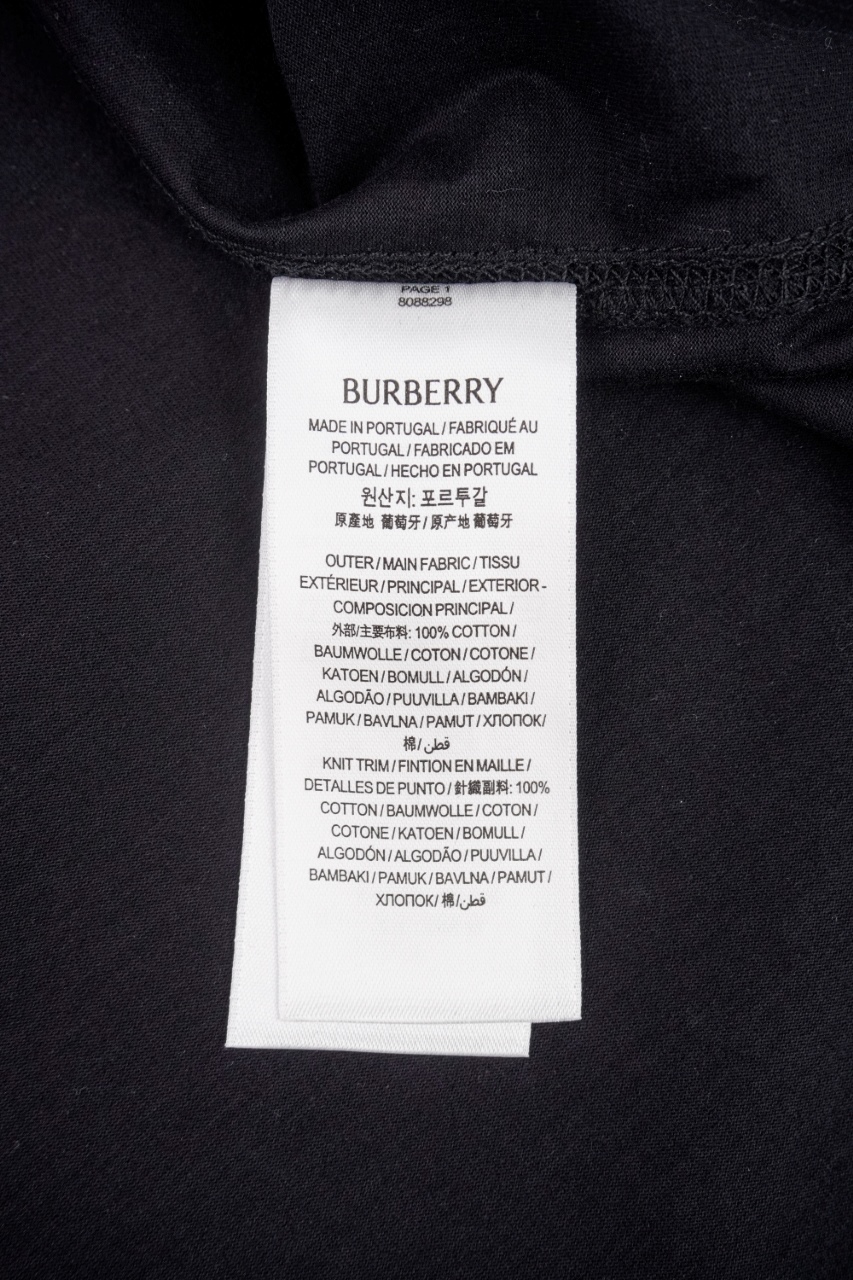 PAGE 1
8088298
BURBERRY
MADE IN PORTUGAL / FABRIQUÉ AU
PORTUGAL / FABRICADO EM
PORTUGAL / HECHO EN PORTUGAL
원산지: 포르투갈
原產地 葡萄牙 / 原产地 葡萄牙
OUTER / MAIN FABRIC / TISSU
EXTÉRIEUR / PRINCIPAL / EXTERIOR -
COMPOSICION PRINCIPAL /
外部/主要布料: 100% COTTON /
BAUMWOLLE / COTON / COTONE /
KATOEN / BOMULL / ALGODÓN /
ALGODÃO / PUUVILLA / BAMBAKI /
PAMUK / BAVLNA / PAMUT / ХЛОПОК/
棉/ قطن/
KNIT TRIM / FINTION EN MAILLE /
DETALLES DE PUNTO / 針織副料: 100%
COTTON / BAUMWOLLE / COTON /
COTONE / KATOEN / BOMULL /
ALGODÓN / ALGODÃO / PUUVILLA /
BAMBAKI / PAMUK / BAVLNA / PAMUT /
ХЛОПОК/ 棉/ قطن/